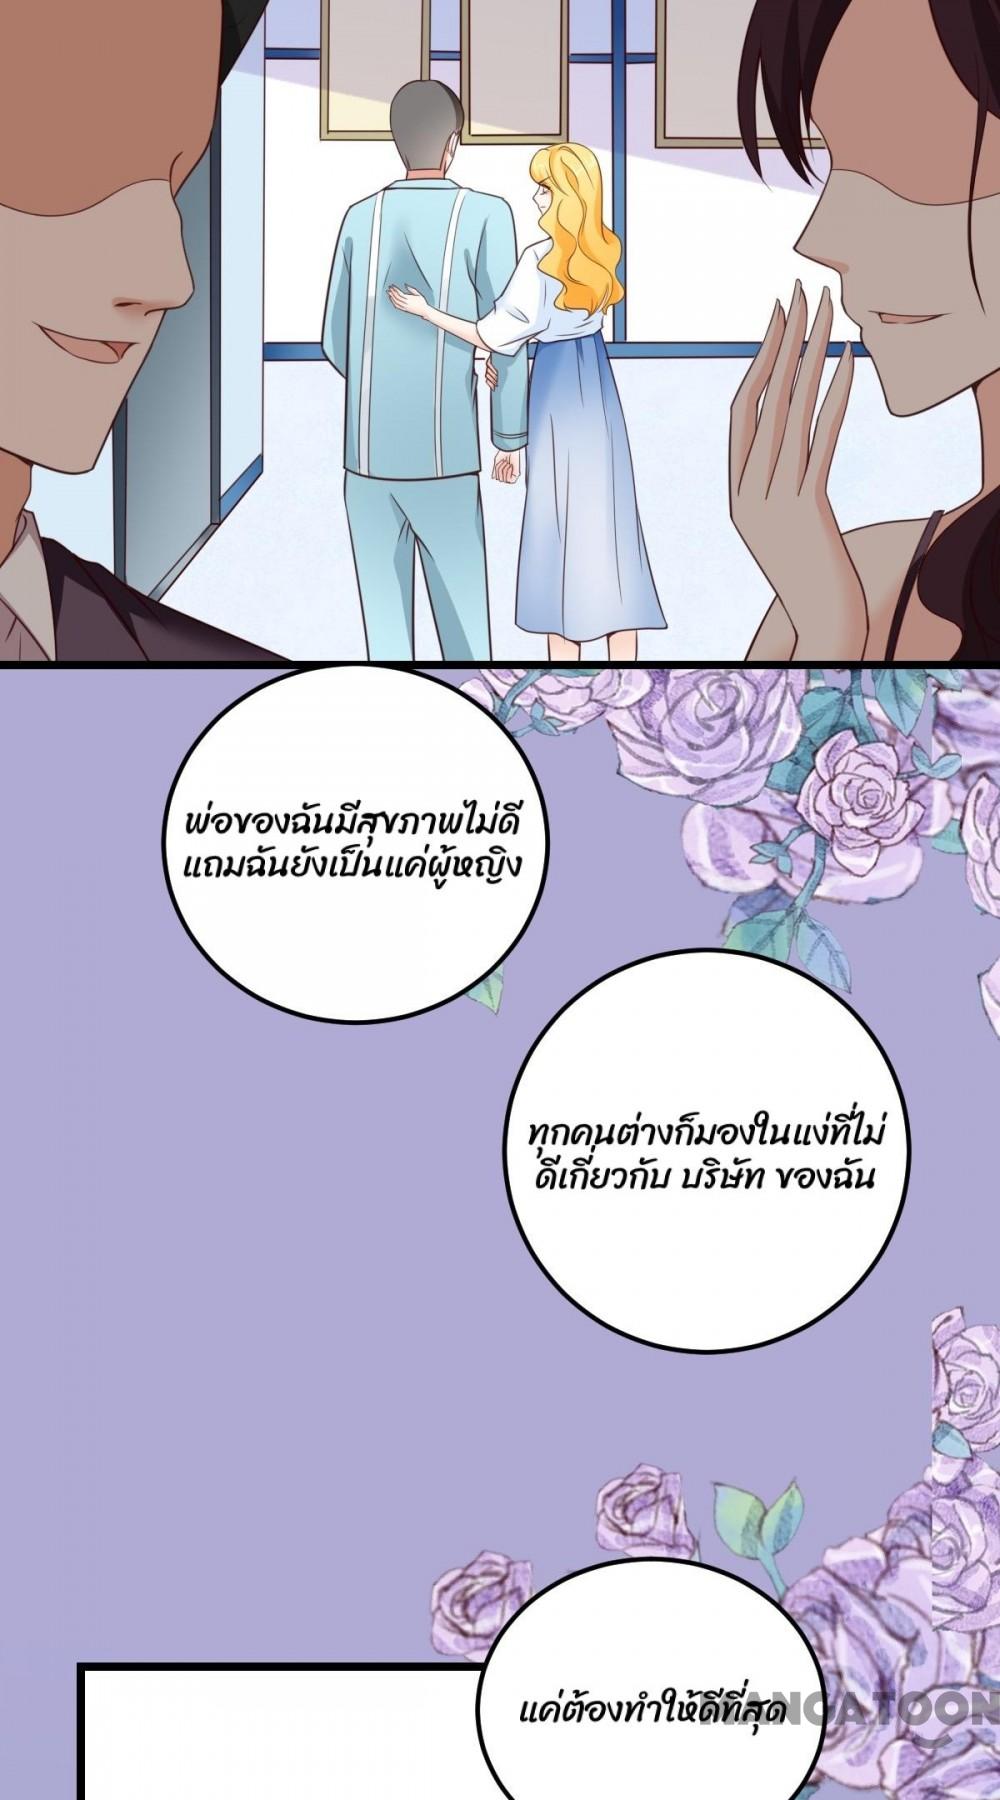 พ่อของฉันมีสุขภาพไม่ดี
แถมฉันยังเป็นแค่ผู้หญิง
ทุกคนต่างก็มองในแง่ที่ไม่
ดีเกี่ยวกับ บริษัท ของฉัน
แค่ต้องทำให้ดีที่สุด
MANGATOON